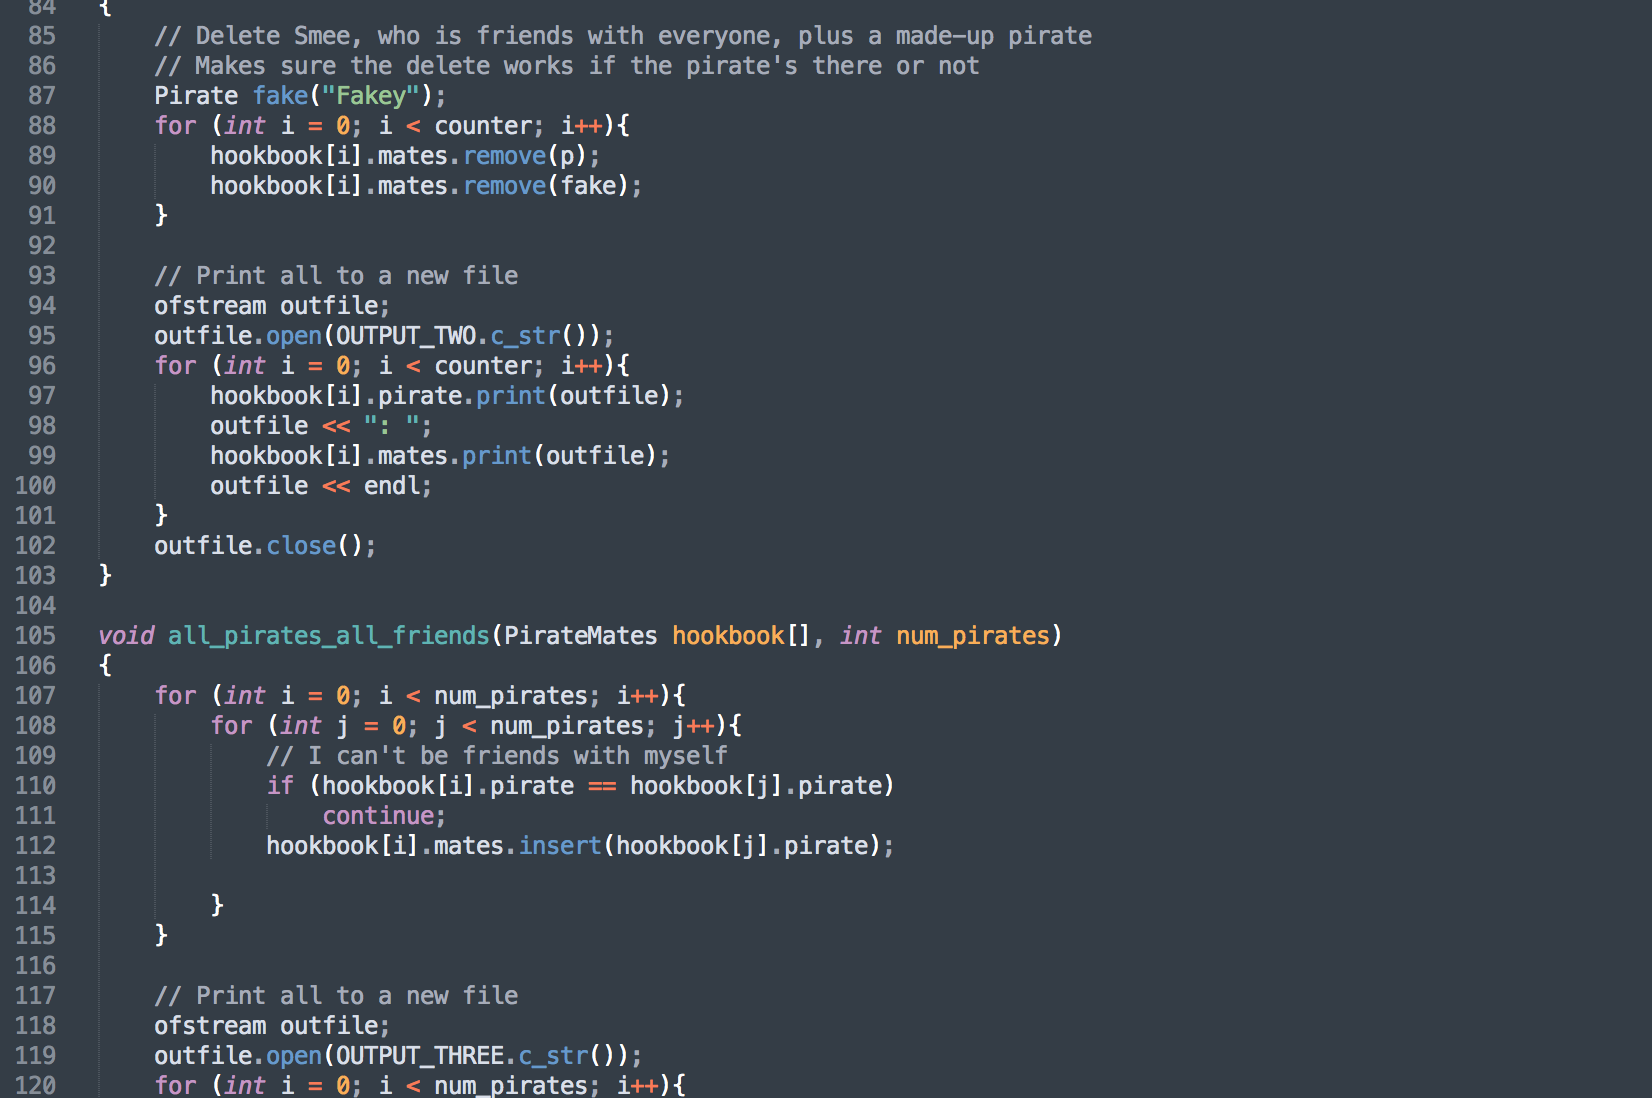 84 {
85 // Delete Smee, who is friends with everyone, plus a made-up pirate
86 // Makes sure the delete works if the pirate's there or not
87 Pirate fake("Fakey");
88 for (int i = 0; i < counter; i++){
89 hookbook[i].mates.remove(p);
90 hookbook[i].mates.remove(fake);
91 }
92
93 // Print all to a new file
94 ofstream outfile;
95 outfile.open(OUTPUT_TWO.c_str());
96 for (int i = 0; i < counter; i++){
97 hookbook[i].pirate.print(outfile);
98 outfile << ": ";
99 hookbook[i].mates.print(outfile);
100 outfile << endl;
101 }
102 outfile.close();
103 }
104
105 void all_pirates_all_friends(PirateMates hookbook[], int num_pirates)
106 {
107 for (int i = 0; i < num_pirates; i++){
108 for (int j = 0; j < num_pirates; j++){
109 // I can't be friends with myself
110 if (hookbook[i].pirate == hookbook[j].pirate)
111 continue;
112 hookbook[i].mates.insert(hookbook[j].pirate);
113
114 }
115 }
116
117 // Print all to a new file
118 ofstream outfile;
119 outfile.open(OUTPUT_THREE.c_str());
120 for (int i = 0; i < num_pirates; i++){